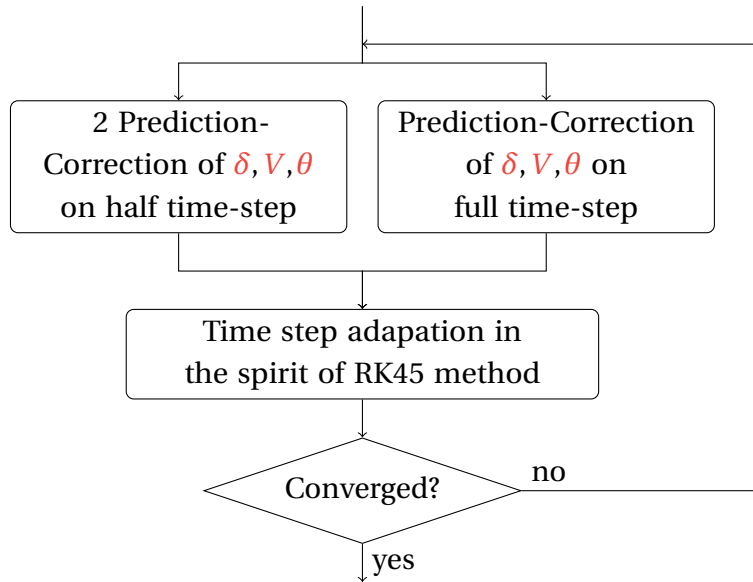 2 Prediction-
Correction of δ, V, θ
on half time-step
Prediction-Correction
of δ, V, θ on
full time-step
Time step adapation in
the spirit of RK45 method
Converged?
no
yes